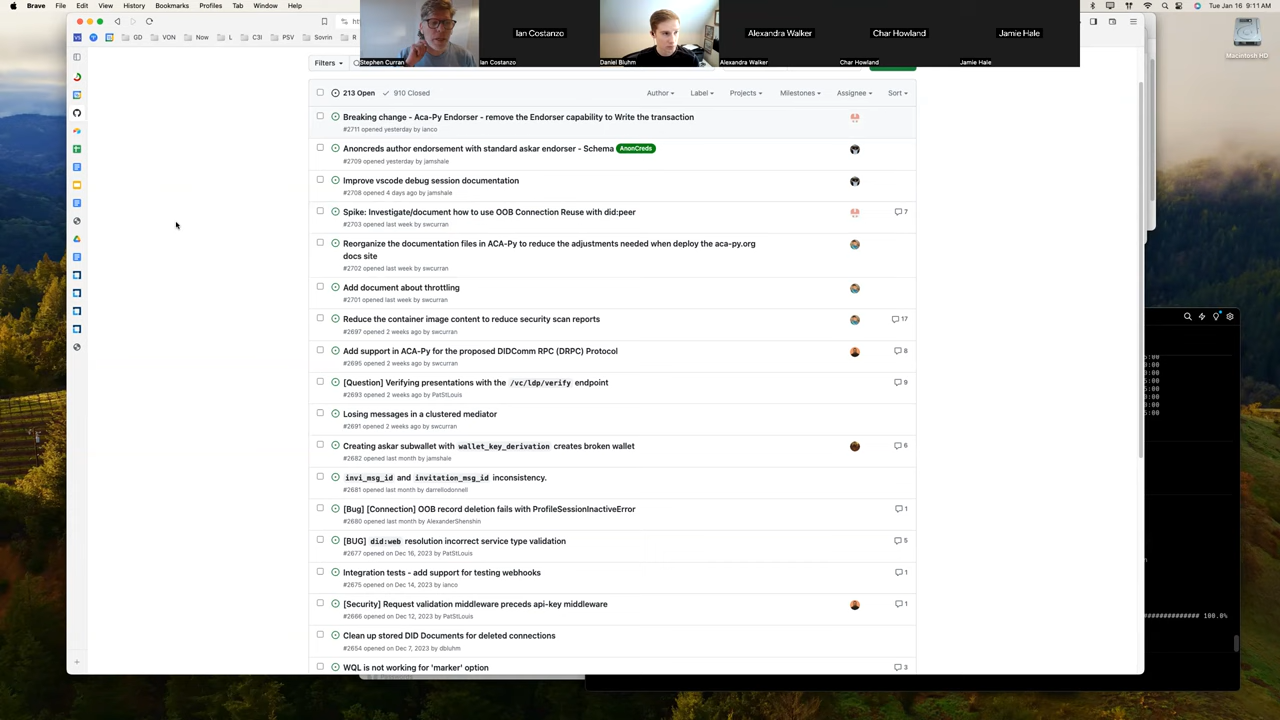 Brave File Edit View History Bookmarks Profiles Tab Window Help
Tue Jan 16 9:11 AM
GD VON Now L C3I PSV Sovrin R
Ian Costanzo
Alexandra Walker
Char Howland
Jamie Hale
Stephen Curran
Ian Costanzo
Daniel Bluhm
Alexandra Walker
Char Howland
Jamie Hale
Macintosh HD
Filters
213 Open 910 Closed Author Label Projects Milestones Assignee Sort
Breaking change - Aca-Py Endorser - remove the Endorser capability to Write the transaction
#2711 opened yesterday by ianco
Anoncreds author endorsement with standard askar endorser - Schema AnonCreds
#2709 opened yesterday by jamshale
Improve vscode debug session documentation
#2708 opened 4 days ago by jamshale
Spike: Investigate/document how to use OOB Connection Reuse with did:peer 7
#2703 opened last week by swcurran
Reorganize the documentation files in ACA-Py to reduce the adjustments needed when deploy the aca-py.org
docs site
#2702 opened last week by swcurran
Add document about throttling
#2701 opened last week by swcurran
Reduce the container image content to reduce security scan reports 17
#2697 opened 2 weeks ago by swcurran
Add support in ACA-Py for the proposed DIDComm RPC (DRPC) Protocol 8
#2695 opened 2 weeks ago by swcurran
[Question] Verifying presentations with the /vc/ldp/verify endpoint 9
#2693 opened 2 weeks ago by PatStLouis
Losing messages in a clustered mediator
#2691 opened 2 weeks ago by swcurran
Creating askar subwallet with wallet_key_derivation creates broken wallet 6
#2682 opened last month by jamshale
invi_msg_id and invitation_msg_id inconsistency.
#2681 opened last month by darrellodonnell
[Bug] [Connection] OOB record deletion fails with ProfileSessionInactiveError 1
#2680 opened last month by AlexanderShenshin
[BUG] did:web resolution incorrect service type validation 5
#2677 opened on Dec 16, 2023 by PatStLouis
Integration tests - add support for testing webhooks 1
#2675 opened on Dec 14, 2023 by ianco
[Security] Request validation middleware preceds api-key middleware 1
#2666 opened on Dec 12, 2023 by PatStLouis
############## 100.0%
Clean up stored DID Documents for deleted connections
#2654 opened on Dec 7, 2023 by dbluhm
WQL is not working for 'marker' option 3